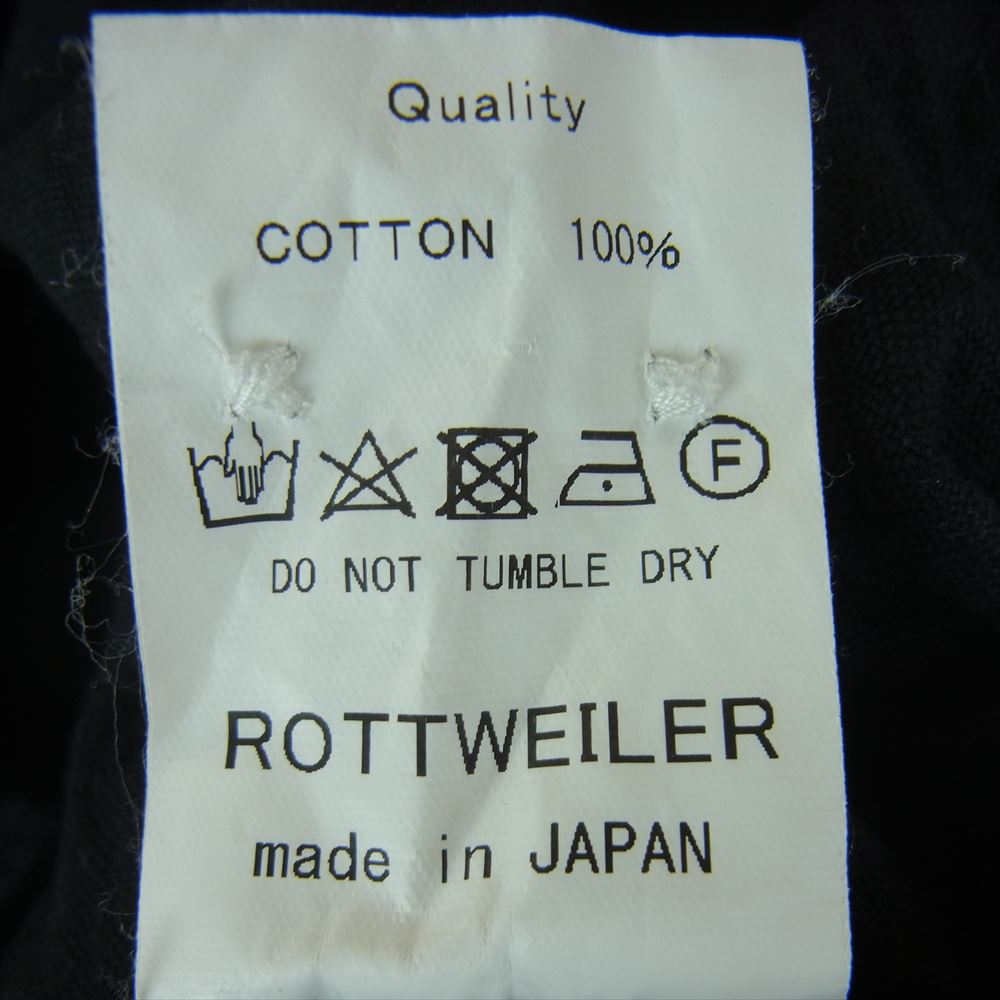 Quality
COTTON 100%
F
DO NOT TUMBLE DRY
ROTTWEILER
made in JAPAN